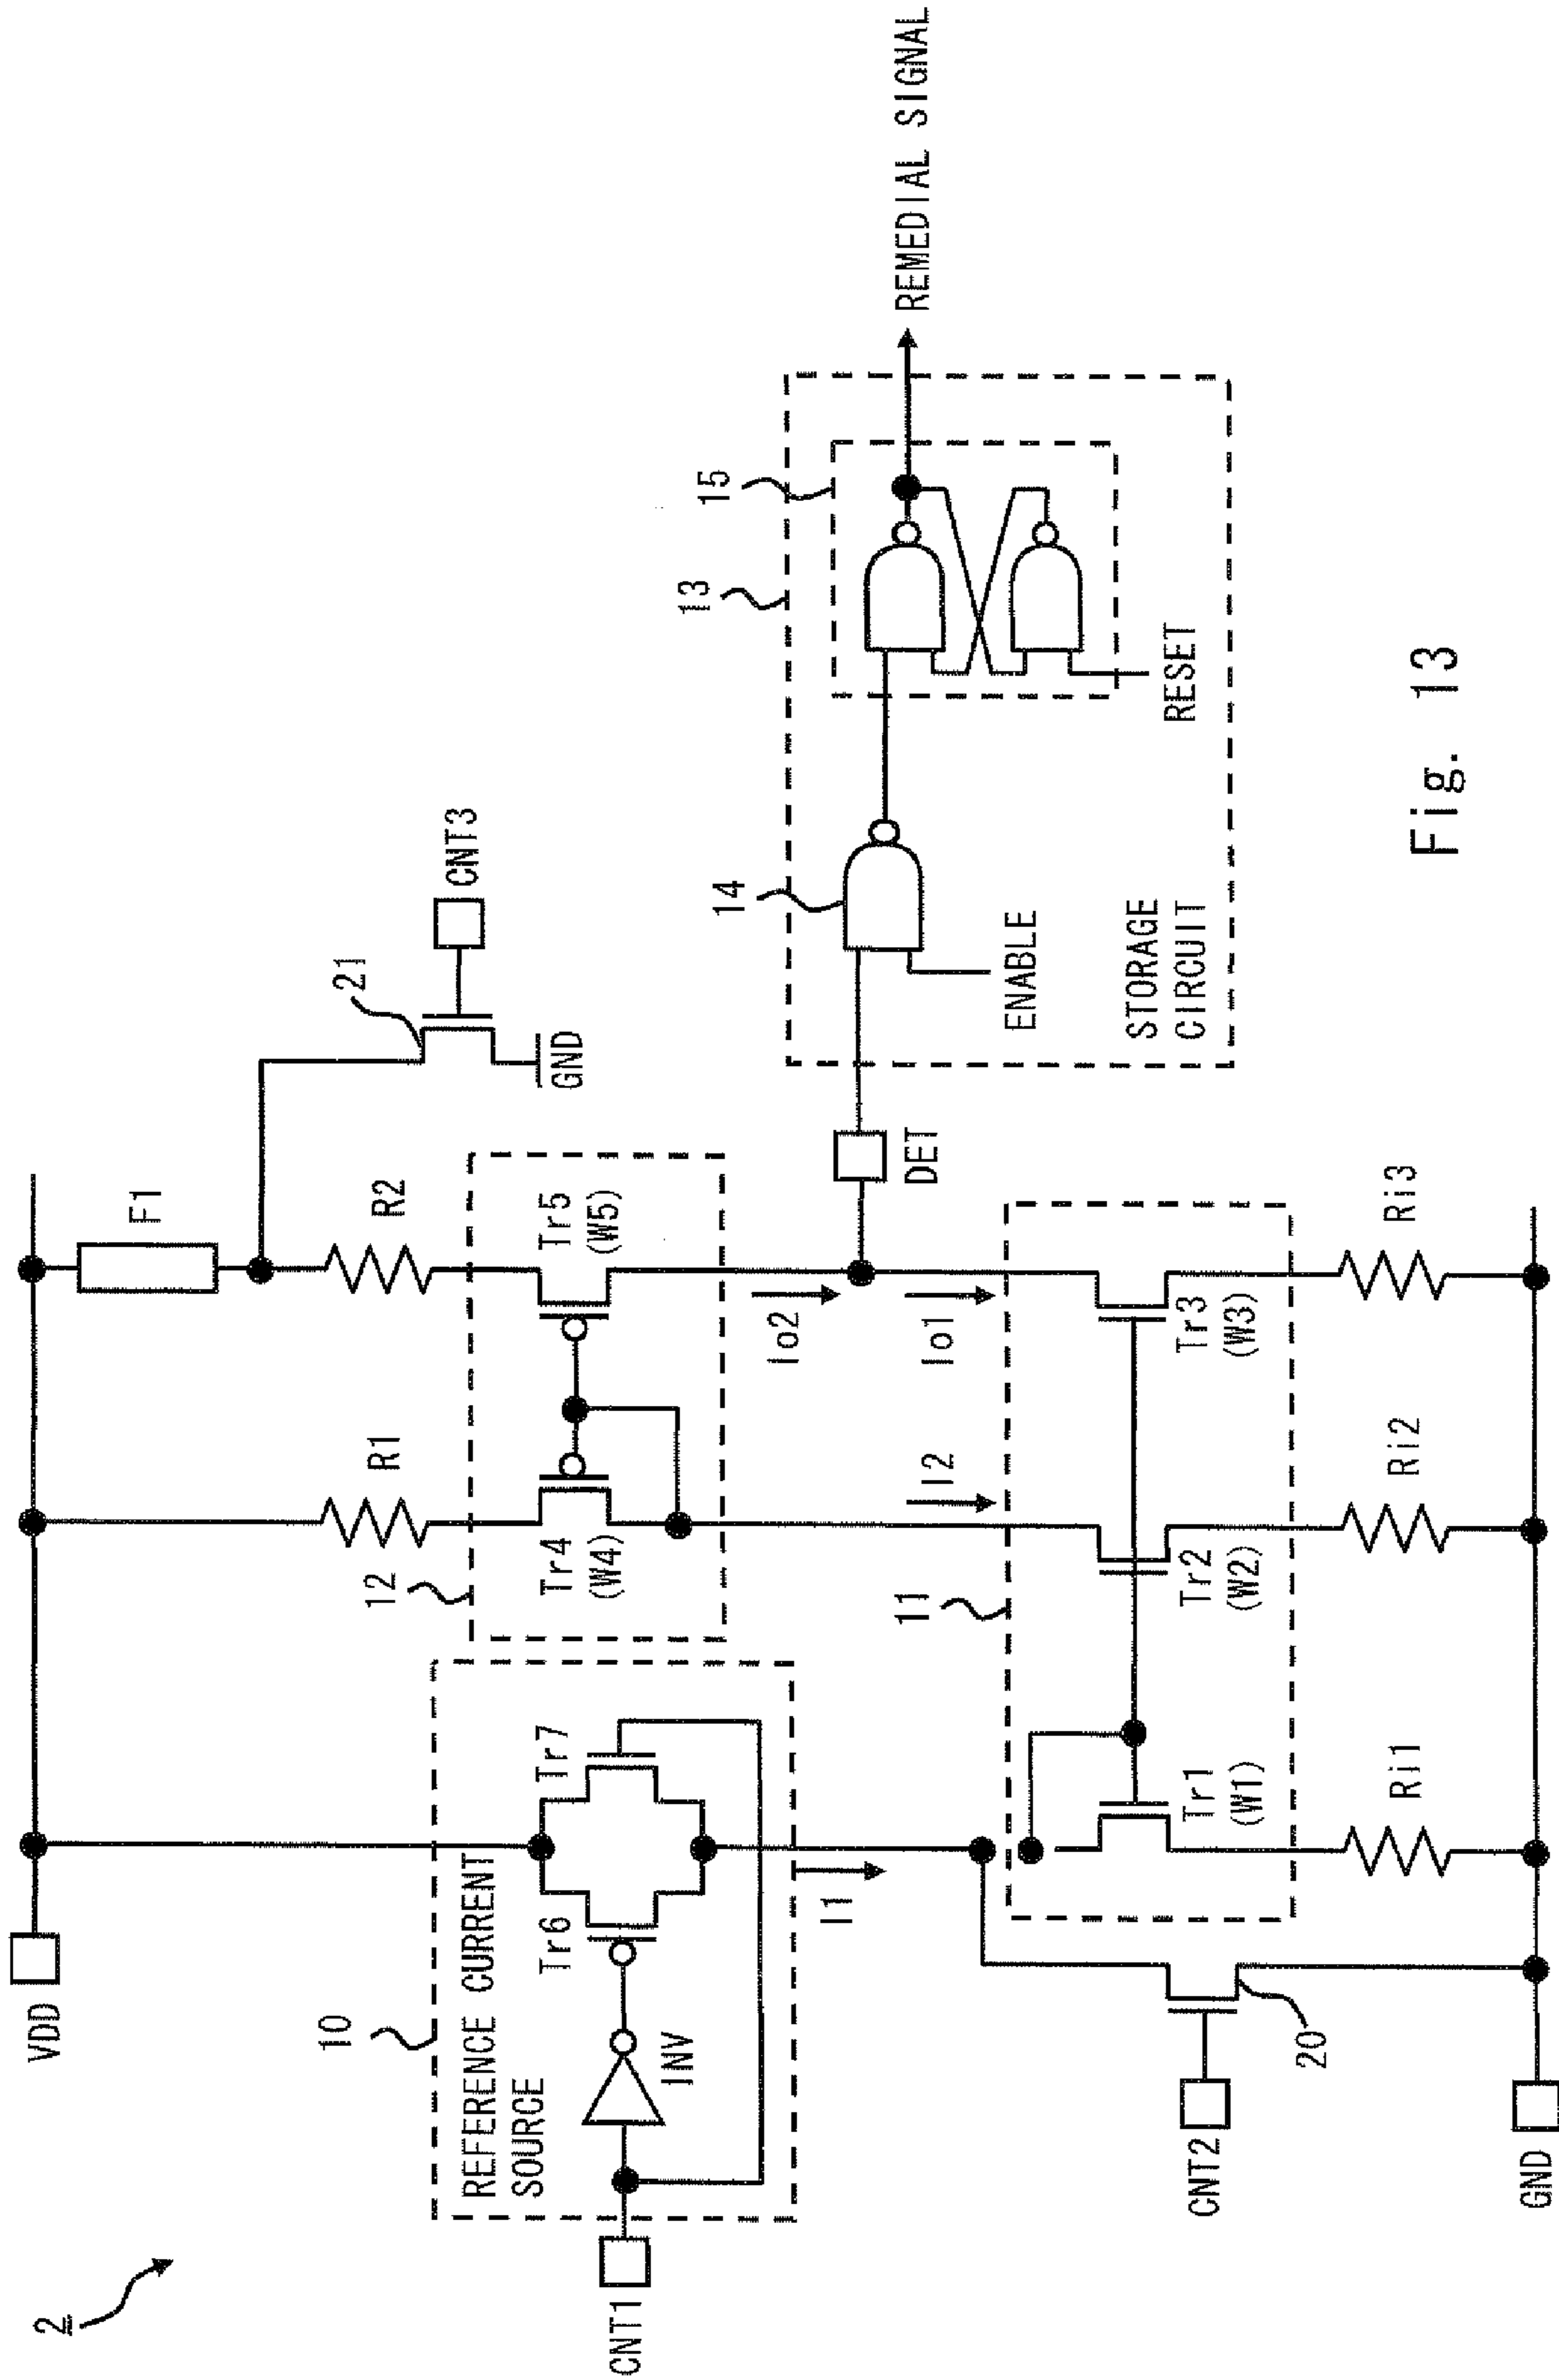 2
VDD
10
REFERENCE CURRENT
SOURCE
CNT1
INV
Tr6
Tr7
I1
12
R1
Tr4
(W4)
F1
R2
Tr5
(W5)
21
CNT3
GND
Io2
Io1
I2
DET
11
Tr1
(W1)
Tr2
(W2)
Tr3
(W3)
Ri1
Ri2
Ri3
CNT2
20
GND
13
14
15
ENABLE
RESET
STORAGE
CIRCUIT
REMEDIAL SIGNAL
Fig. 13